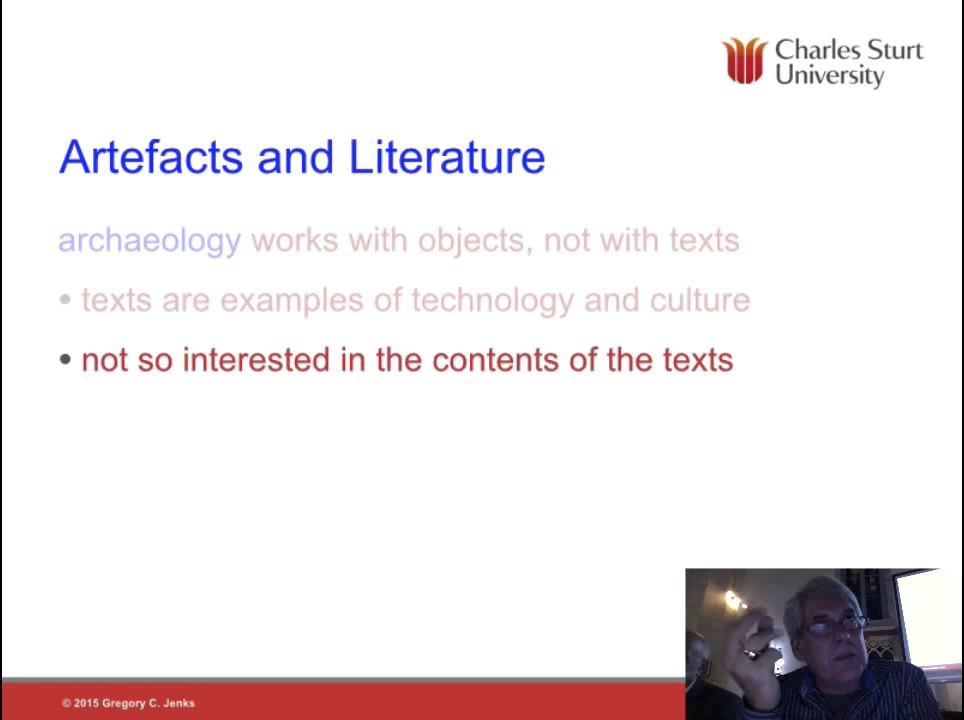 Charles Sturt
University
Artefacts and Literature
archaeology works with objects, not with texts
• texts are examples of technology and culture
• not so interested in the contents of the texts
© 2015 Gregory C. Jenks